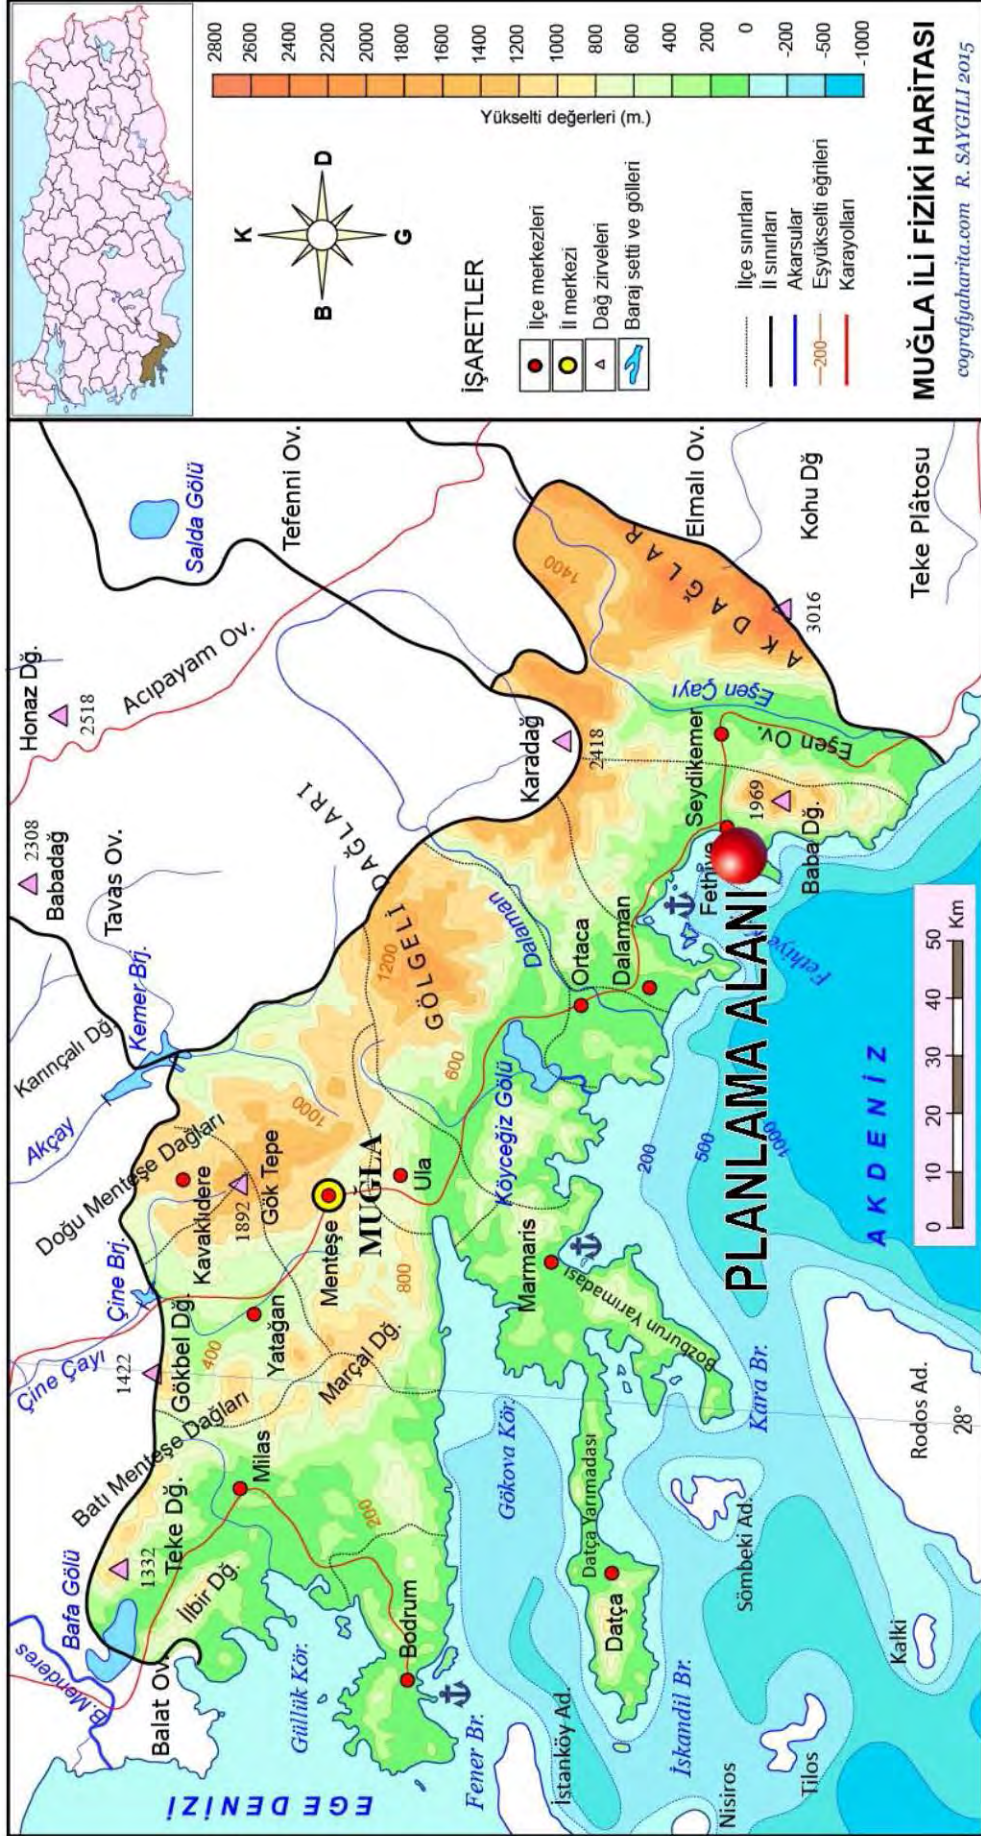 B.Menderes
Bafa Gölü
Balat Ov.
1332
Teke Dğ.
İlbir Dğ.
Batı Menteşe Dağları
Milas
Çine Çayı
1422
Gökbel Dğ.
Çine Brj.
400
Yatağan
Doğu Menteşe Dağları
Kavaklıdere
1892
Gök Tepe
Akçay
Karınçalı Dğ.
Kemer Brj.
2308
Babadağ
Tavas Ov.
Honaz Dğ.
2518
Acıpayam Ov.
Salda Gölü
Tefenni Ov.
EGE DENİZİ
Güllük Kör.
Bodrum
200
Marçal Dğ.
800
Menteşe
MUĞLA
Ula
1000
1200
GÖLGELİ DAĞLARI
600
Karadağ
2418
1400
AKDAĞLAR
Elmalı Ov.
Kohu Dğ
3016
Teke Plâtosu
Fener Br.
Gökova Kör.
İstanköy Ad.
Datça Yarımadası
Datça
İskandil Br.
Nisiros
Tilos
Kalki
Sömbeki Ad.
Marmaris
Bozburun Yarımadası
Kara Br.
Köyceğiz Gölü
Dalaman
Ortaca
Dalaman
Fethiye
Seydikemer
Eşen Çayı
Eşen Ov.
1969
Baba Dğ.
Fethiye
PLANLAMA ALANI
200
500
1000
Rodos Ad.
28°
AKDENİZ
0 10 20 30 40 50 Km
K
B D
G
İŞARETLER
İlçe merkezleri
İl merkezi
Dağ zirveleri
Baraj setti ve gölleri
2800
2400
2200
2000
1800
1600
1400
1200
1000
800
600
400
200
100
0
-200
-500
-1000
Yükselti değerleri (m.)
İlçe sınırları
İl sınırları
Akarsular
200
Eşyükselti eğrileri
Karayolları
MUĞLA İLİ FİZİKİ HARİTASI
cografyaharita.com R. SAYGILI 2015